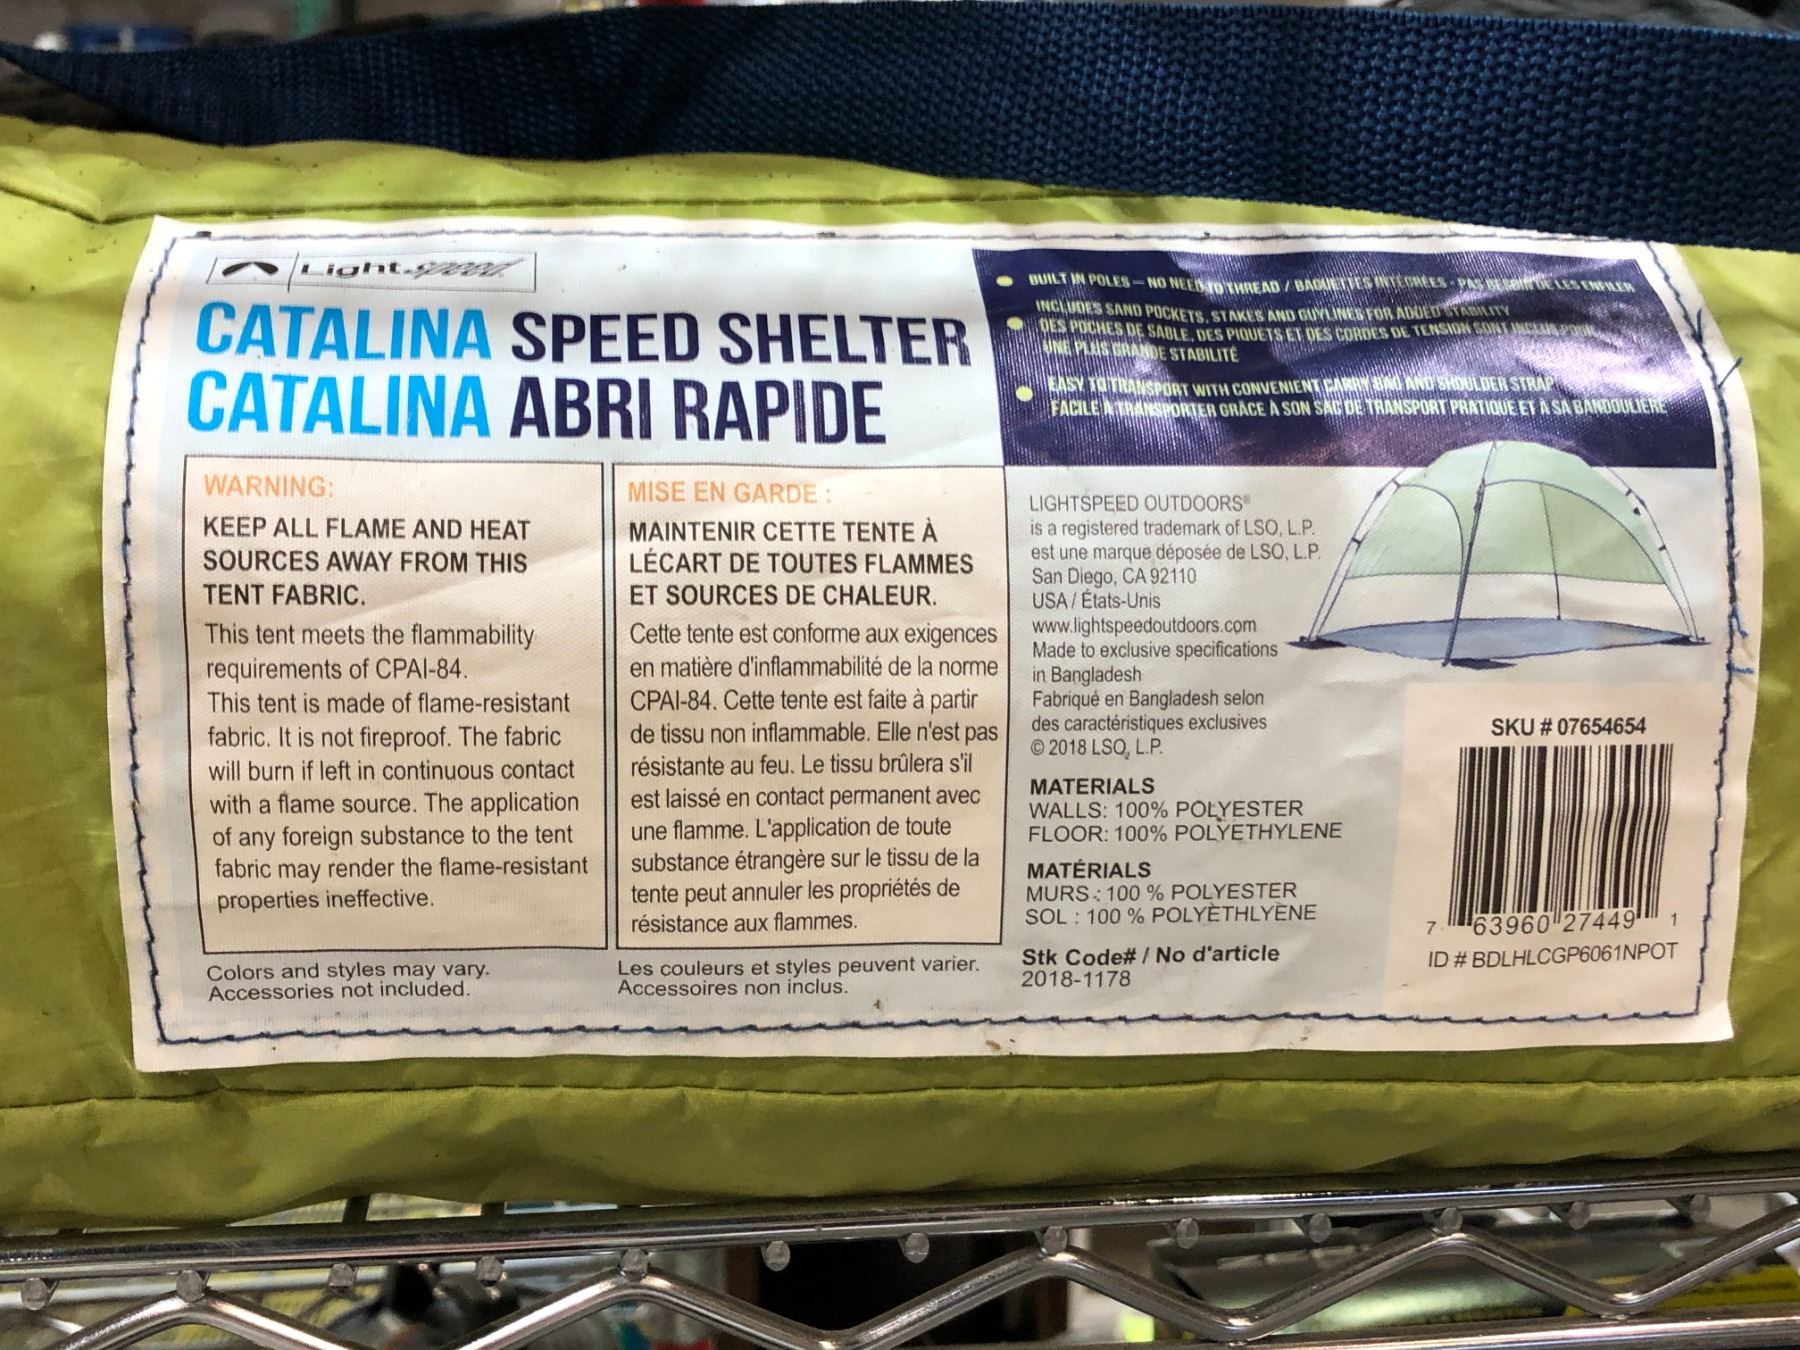 Lightspeed
CATALINA SPEED SHELTER
CATALINA ABRI RAPIDE
BUILT IN POLES — NO NEED TO THREAD / BAGUETTES INTÉGRÉES - PAS BESOIN DE LES ENFILER
INCLUDES SAND POCKETS, STAKES AND GUYLINES FOR ADDED STABILITY
DES POCHES DE SABLE, DES PIQUETS ET DES CORDES DE TENSION SONT INCLUS POUR
UNE PLUS GRANDE STABILITÉ
EASY TO TRANSPORT WITH CONVENIENT CARRY BAG AND SHOULDER STRAP
FACILE À TRANSPORTER GRÂCE À SON SAC DE TRANSPORT PRATIQUE ET À SA BANDOULIÈRE
WARNING:
KEEP ALL FLAME AND HEAT
SOURCES AWAY FROM THIS
TENT FABRIC.
This tent meets the flammability
requirements of CPAI-84.
This tent is made of flame-resistant
fabric. It is not fireproof. The fabric
will burn if left in continuous contact
with a flame source. The application
of any foreign substance to the tent
fabric may render the flame-resistant
properties ineffective.
Colors and styles may vary.
Accessories not included.
MISE EN GARDE :
MAINTENIR CETTE TENTE À
LÉCART DE TOUTES FLAMMES
ET SOURCES DE CHALEUR.
Cette tente est conforme aux exigences
en matière d'inflammabilité de la norme
CPAI-84. Cette tente est faite à partir
de tissu non inflammable. Elle n'est pas
résistante au feu. Le tissu brûlera s'il
est laissé en contact permanent avec
une flamme. L'application de toute
substance étrangère sur le tissu de la
tente peut annuler les propriétés de
résistance aux flammes.
Les couleurs et styles peuvent varier.
Accessoires non inclus.
LIGHTSPEED OUTDOORS®
is a registered trademark of LSO, L.P.
est une marque déposée de LSO, L.P.
San Diego, CA 92110
USA / États-Unis
www.lightspeedoutdoors.com
Made to exclusive specifications
in Bangladesh
Fabriqué en Bangladesh selon
des caractéristiques exclusives
© 2018 LSO, L.P.
MATERIALS
WALLS: 100% POLYESTER
FLOOR: 100% POLYETHYLENE
MATÉRIALS
MURS : 100 % POLYESTER
SOL : 100 % POLYÈTHLYÈNE
Stk Code# / No d'article
2018-1178
SKU # 07654654
7 63960 27449 1
ID # BDLHLCGP6061NPOT